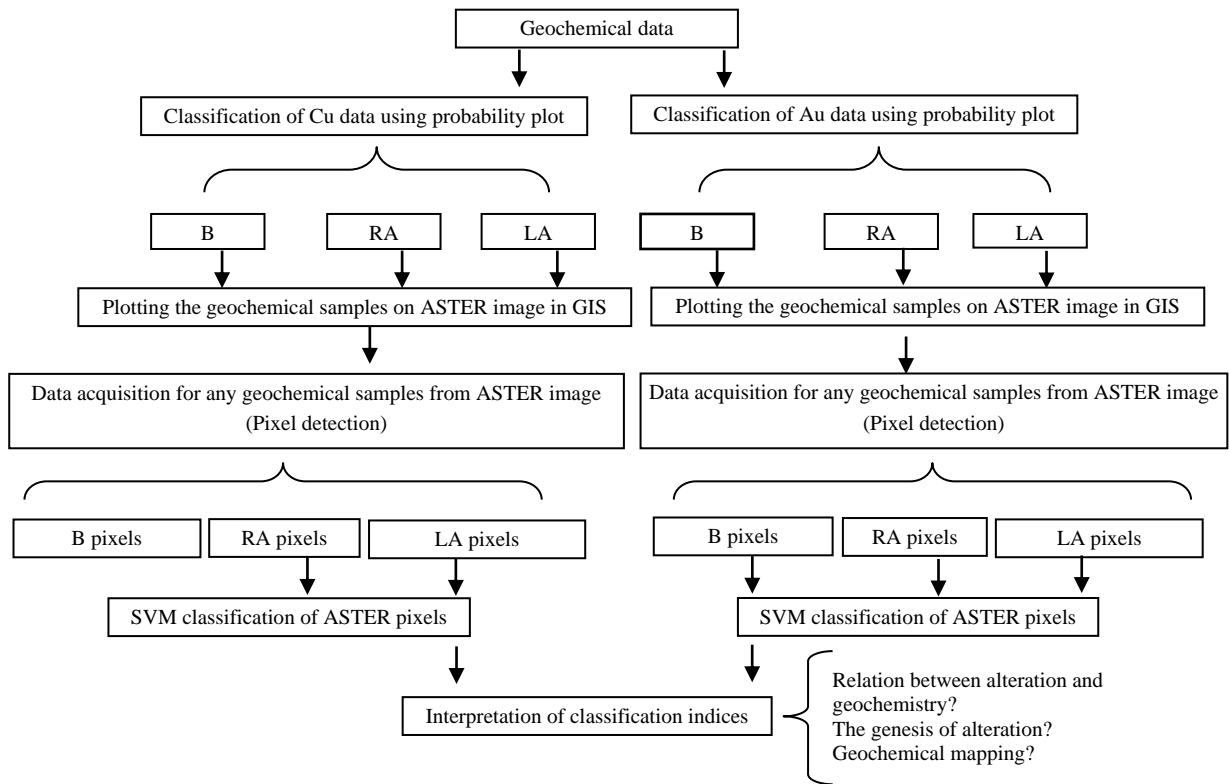 Geochemical data
Classification of Cu data using probability plot
Classification of Au data using probability plot
B
RA
LA
B
RA
LA
Plotting the geochemical samples on ASTER image in GIS
Plotting the geochemical samples on ASTER image in GIS
Data acquisition for any geochemical samples from ASTER image
(Pixel detection)
Data acquisition for any geochemical samples from ASTER image
(Pixel detection)
B pixels
RA pixels
LA pixels
B pixels
RA pixels
LA pixels
SVM classification of ASTER pixels
SVM classification of ASTER pixels
Interpretation of classification indices
Relation between alteration and
geochemistry?
The genesis of alteration?
Geochemical mapping?